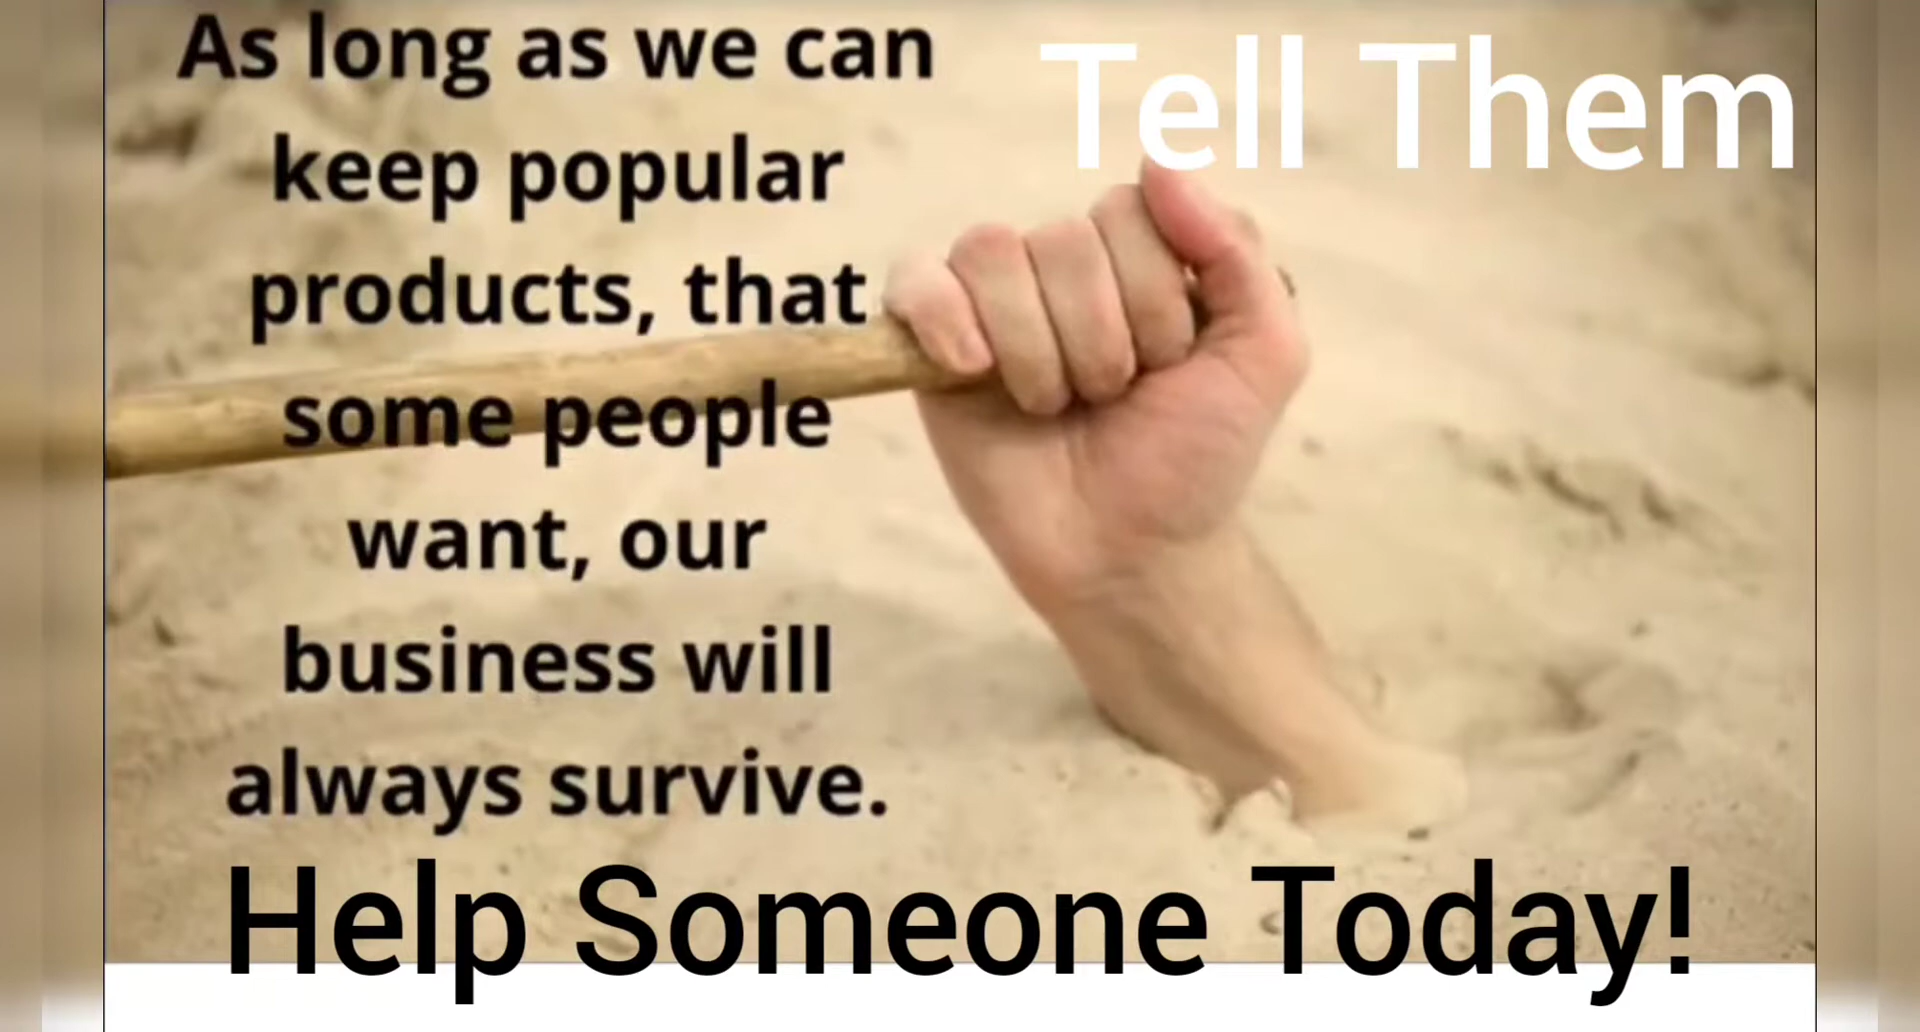 As long as we can
keep popular
products, that
some people
want, our
business will
always survive.
Tell Them
Help Someone Today!